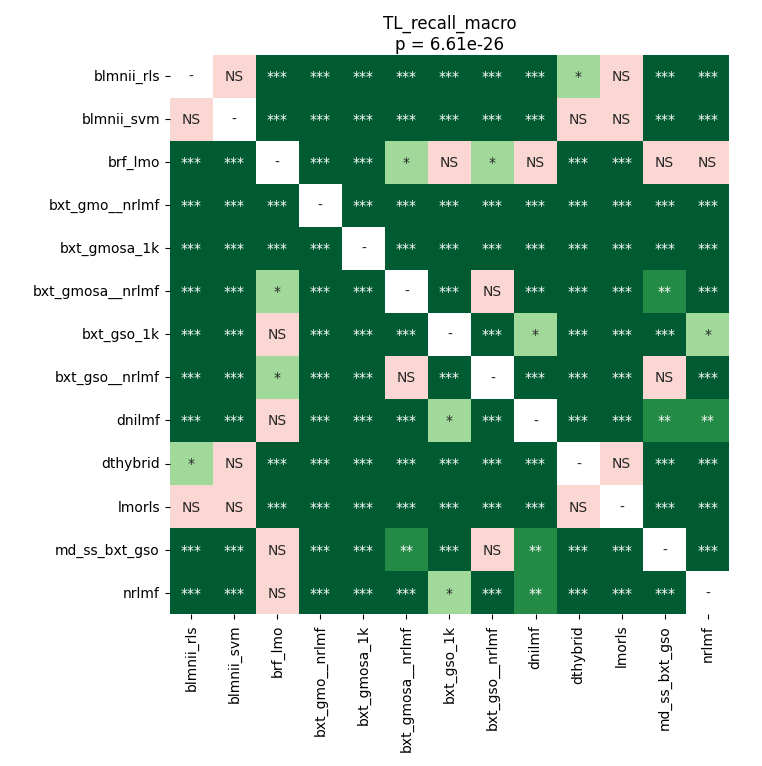 TL_recall_macro
p = 6.61e-26
blmnii_rls - NS *** *** *** *** *** *** *** * NS *** ***
blmnii_svm NS - *** *** *** *** *** *** *** NS NS *** ***
brf_lmo *** *** - *** *** * NS * NS *** *** NS NS
bxt_gmo__nrlmf *** *** *** - *** *** *** *** *** *** *** *** ***
bxt_gmosa_1k *** *** *** *** - *** *** *** *** *** *** *** ***
bxt_gmosa__nrlmf *** *** * *** *** - *** NS *** *** *** ** ***
bxt_gso_1k *** *** NS *** *** *** - *** * *** *** *** *
bxt_gso__nrlmf *** *** * *** *** NS *** - *** *** *** NS ***
dnilmf *** *** NS *** *** *** * *** - *** *** ** **
dthybrid * NS *** *** *** *** *** *** *** - NS *** ***
lmorls NS NS *** *** *** *** *** *** *** NS - *** ***
md_ss_bxt_gso *** *** NS *** *** ** *** NS ** *** *** - ***
nrlmf *** *** NS *** *** *** * *** ** *** *** *** -
blmnii_rls
blmnii_svm
brf_lmo
bxt_gmo__nrlmf
bxt_gmosa_1k
bxt_gmosa__nrlmf
bxt_gso_1k
bxt_gso__nrlmf
dnilmf
dthybrid
lmorls
md_ss_bxt_gso
nrlmf